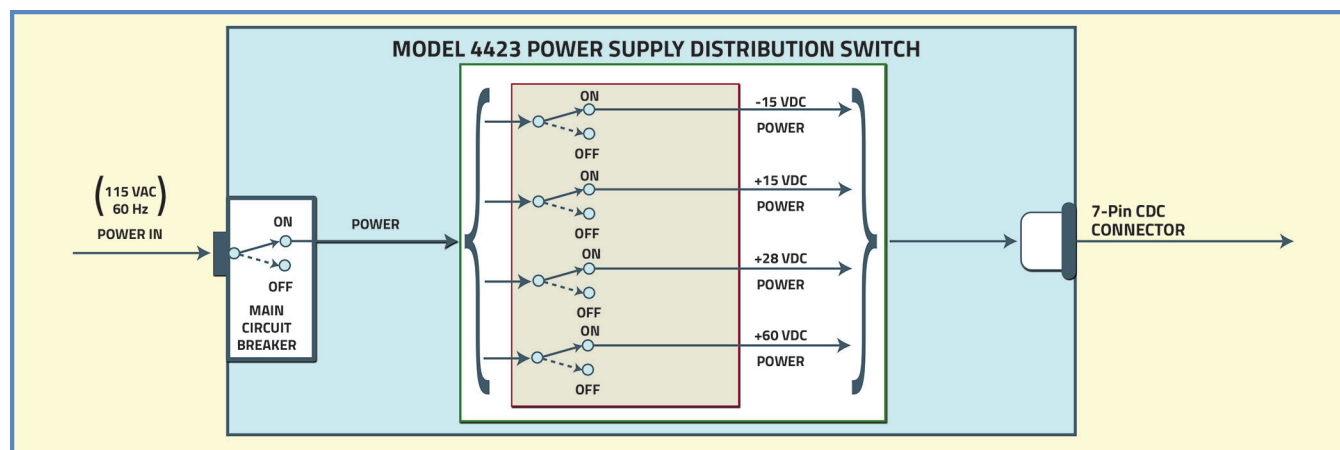 MODEL 4423 POWER SUPPLY DISTRIBUTION SWITCH
(115 VAC
60 Hz)
POWER IN
ON
OFF
MAIN
CIRCUIT
BREAKER
POWER
ON
OFF
-15 VDC
POWER
ON
OFF
+15 VDC
POWER
ON
OFF
+28 VDC
POWER
ON
OFF
+60 VDC
POWER
7-Pin CDC
CONNECTOR